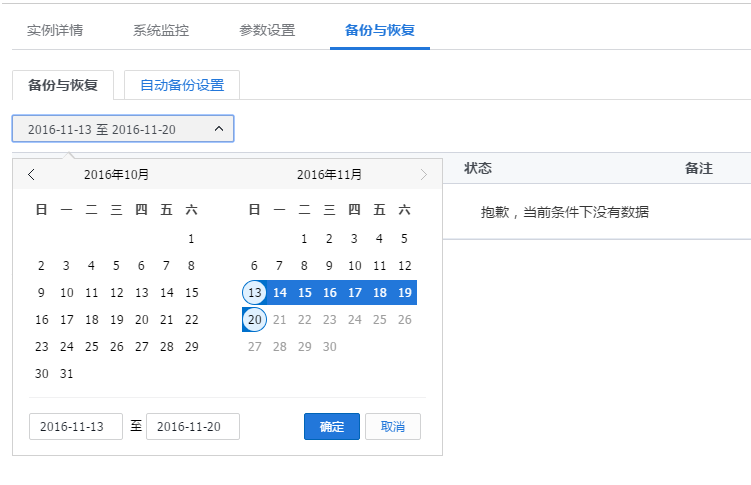 实例详情 系统监控 参数设置 备份与恢复
备份与恢复 自动备份设置
2016-11-13 至 2016-11-20
状态 备注
抱歉，当前条件下没有数据
2016年10月 2016年11月
日 一 二 三 四 五 六 日 一 二 三 四 五 六
1 1 2 3 4 5
2 3 4 5 6 7 8 6 7 8 9 10 11 12
9 10 11 12 13 14 15 13 14 15 16 17 18 19
16 17 18 19 20 21 22 20 21 22 23 24 25 26
23 24 25 26 27 28 29 27 28 29 30
30 31
2016-11-13 至 2016-11-20 确定 取消